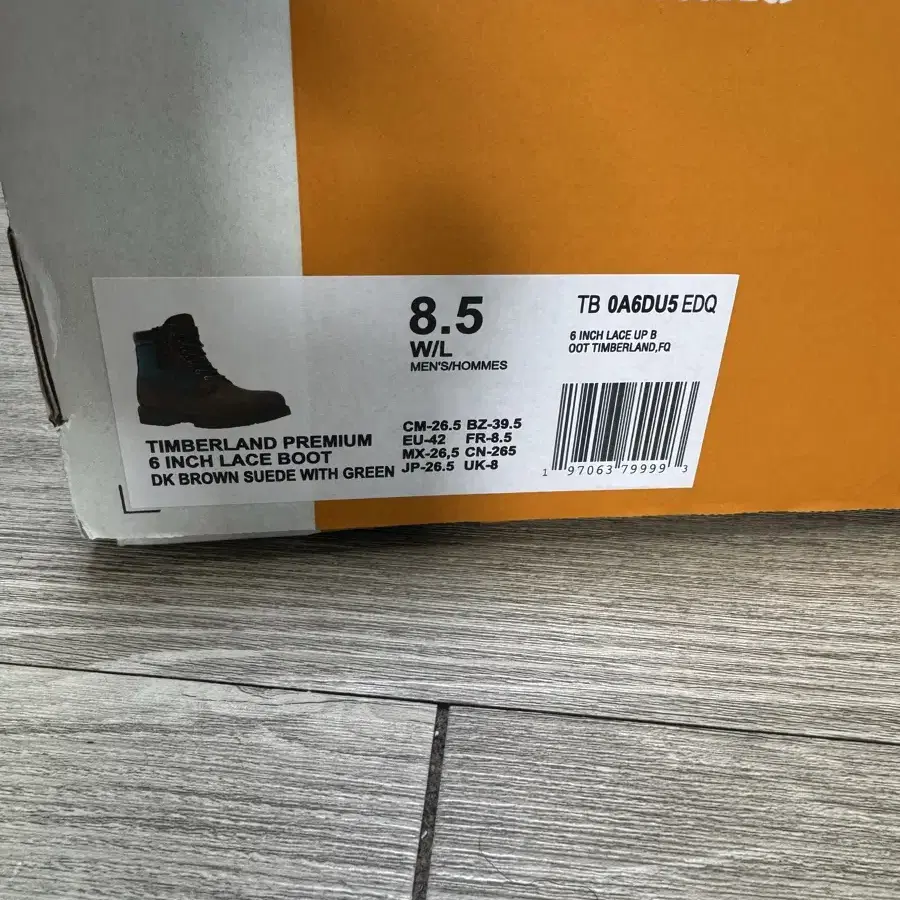 8.5
W/L
MEN'S/HOMMES
TB 0A6DU5 EDQ
6 INCH LACE UP B
OOT TIMBERLAND,FQ
TIMBERLAND PREMIUM
6 INCH LACE BOOT
DK BROWN SUEDE WITH GREEN
CM-26.5 BZ-39.5
EU-42 FR-8.5
MX-26,5 CN-265
JP-26.5 UK-8
1 97063 79999 3